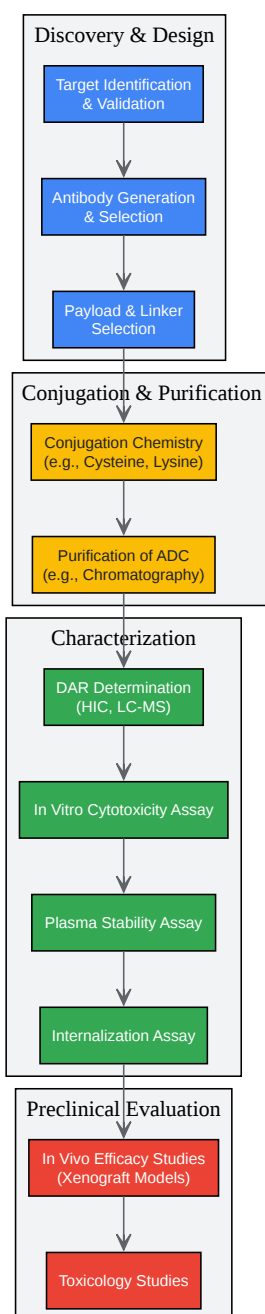 Discovery & Design
Target Identification
& Validation
Antibody Generation
& Selection
Payload & Linker
Selection
Conjugation & Purification
Conjugation Chemistry
(e.g., Cysteine, Lysine)
Purification of ADC
(e.g., Chromatography)
Characterization
DAR Determination
(HIC, LC-MS)
In Vitro Cytotoxicity Assay
Plasma Stability Assay
Internalization Assay
Preclinical Evaluation
In Vivo Efficacy Studies
(Xenograft Models)
Toxicology Studies